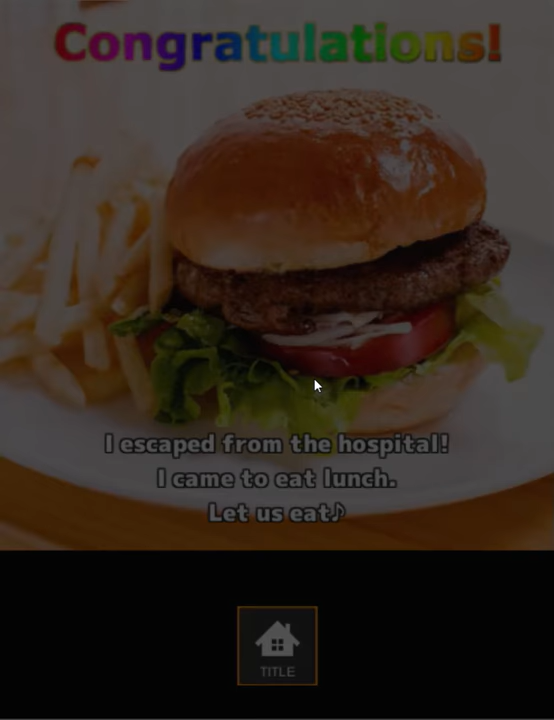 Congratulations!
I escaped from the hospital!
I came to eat lunch.
Let us eat♪
TITLE